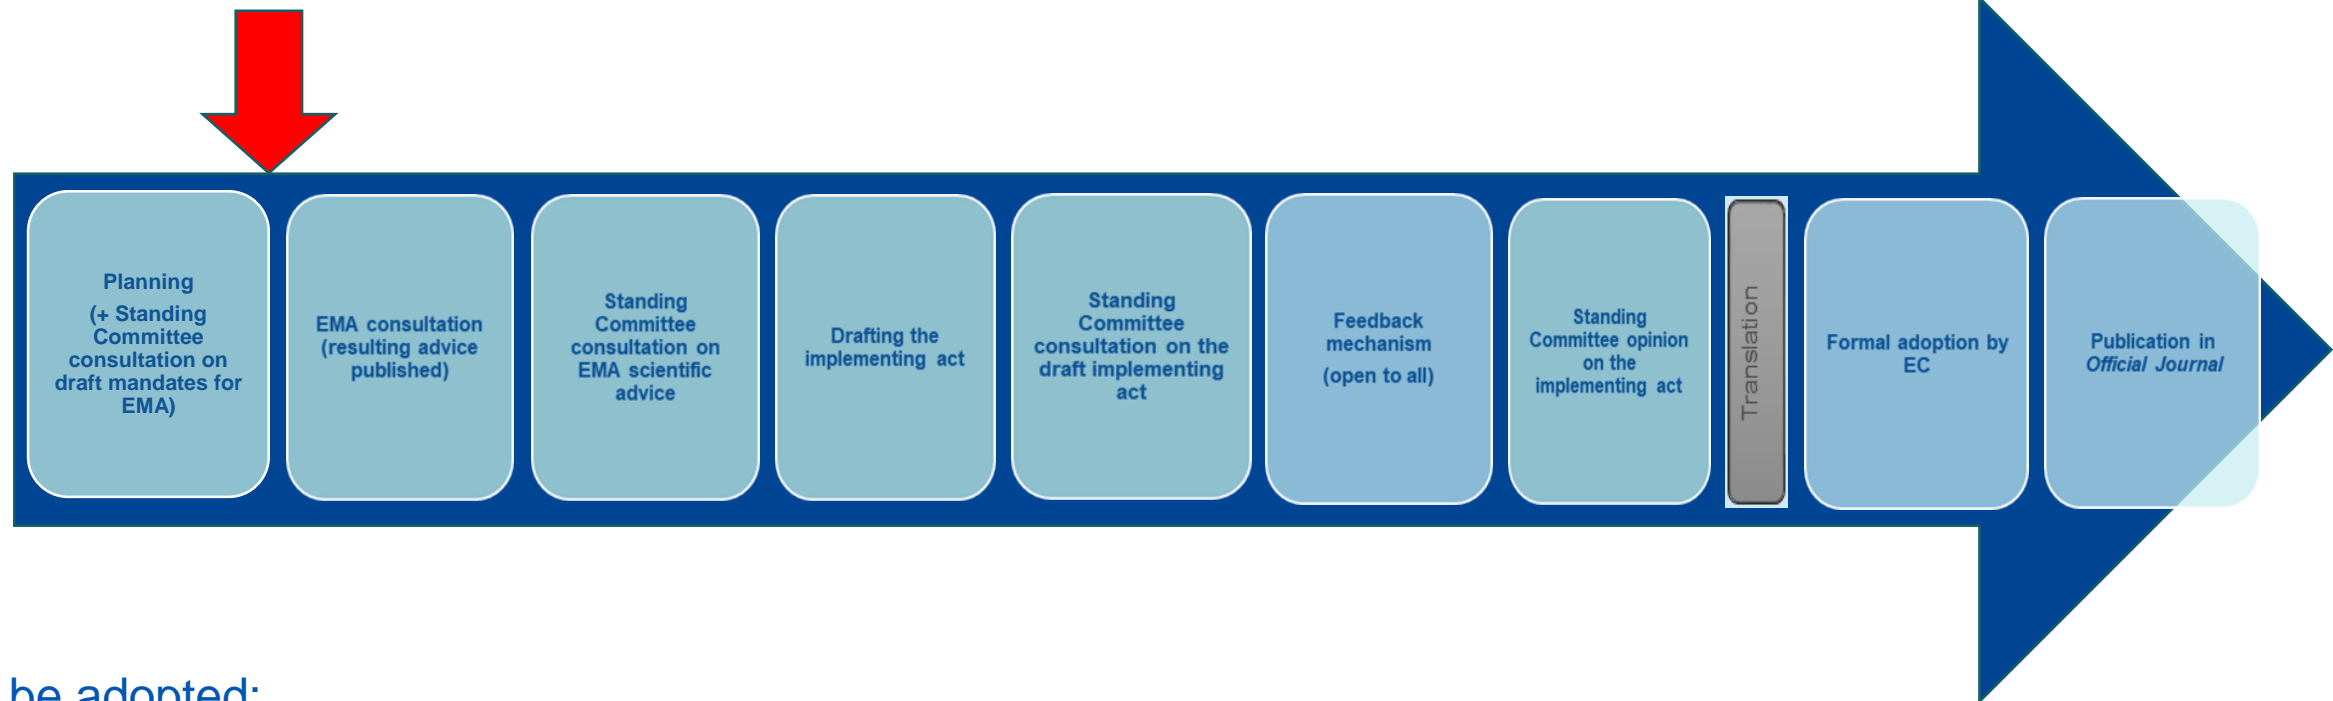 Planning
(+ Standing
Committee
consultation on
draft mandates for
EMA)
EMA consultation
(resulting advice
published)
Standing
Committee
consultation on
EMA scientific
advice
Drafting the
implementing act
Standing
Committee
consultation on the
draft implementing
act
Feedback
mechanism
(open to all)
Standing
Committee opinion
on the
implementing act
Translation
Formal adoption by
EC
Publication in
Official Journal
be adopted: